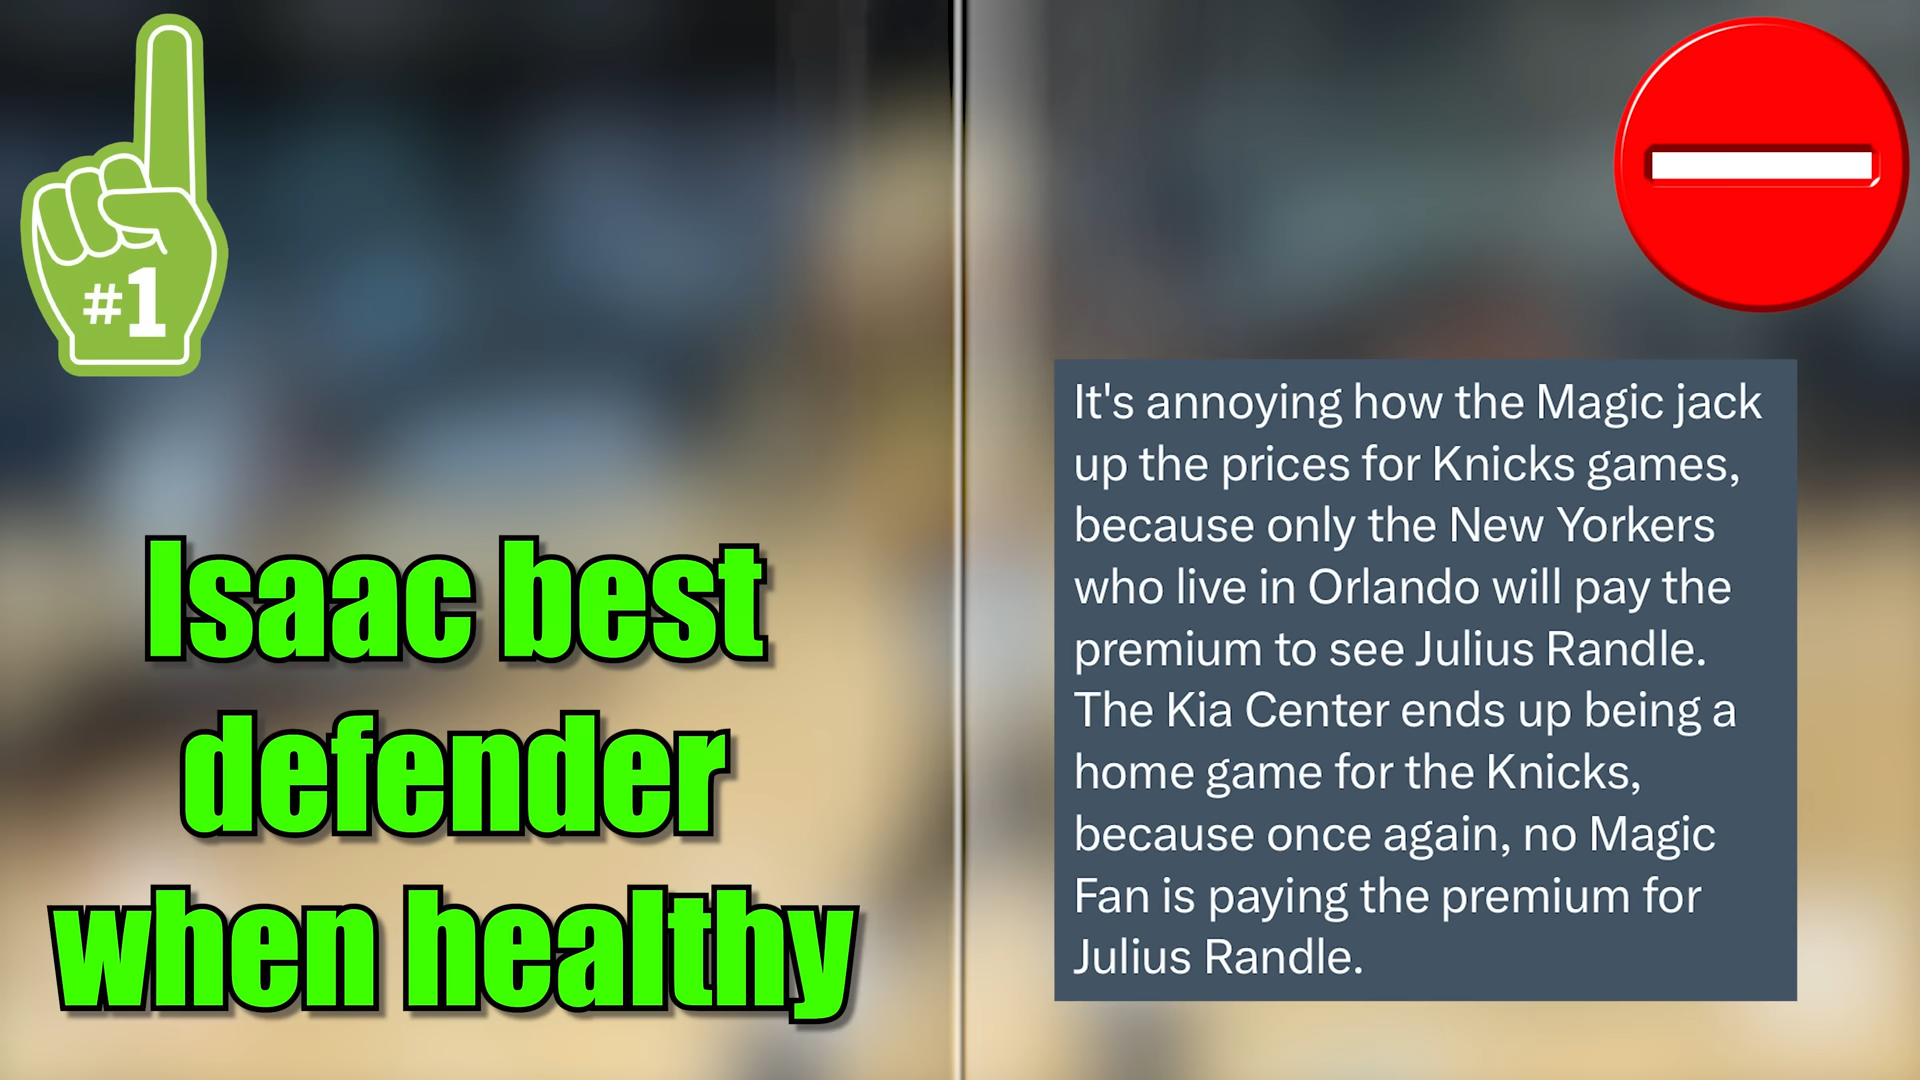 #1
Isaac best
defender
when healthy
It's annoying how the Magic jack
up the prices for Knicks games,
because only the New Yorkers
who live in Orlando will pay the
premium to see Julius Randle.
The Kia Center ends up being a
home game for the Knicks,
because once again, no Magic
Fan is paying the premium for
Julius Randle.